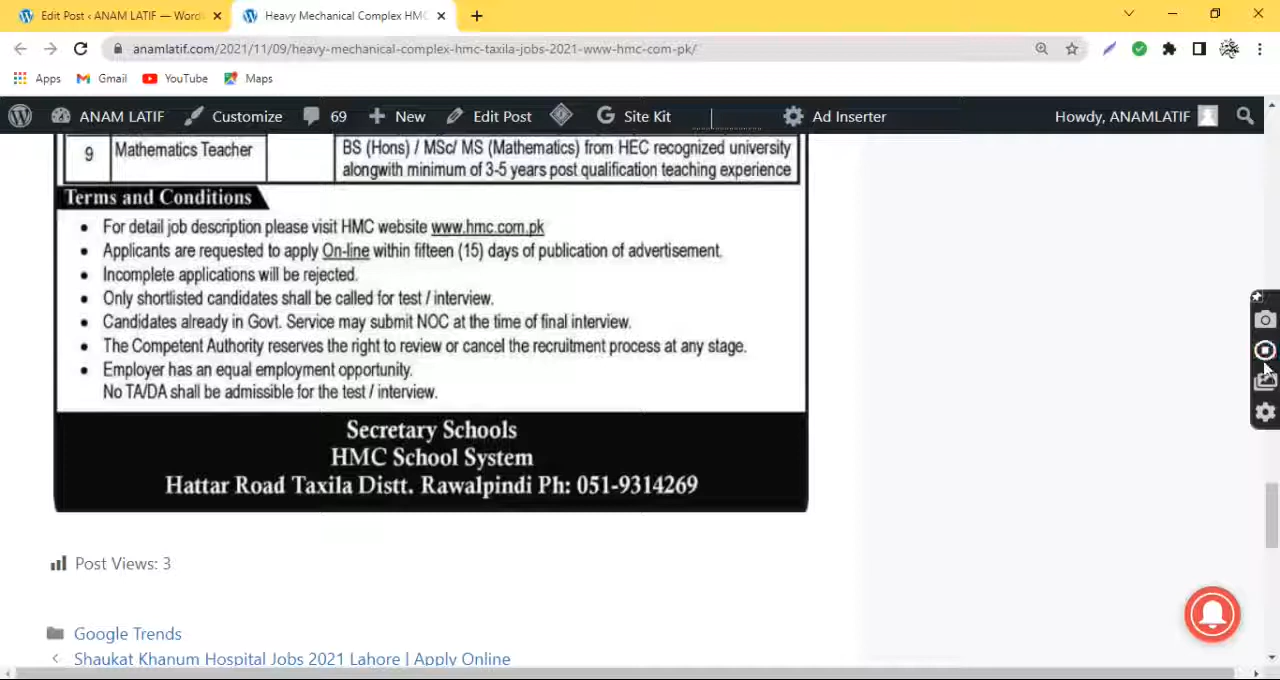 Edit Post ‹ ANAM LATIF — Word
Heavy Mechanical Complex HMC
anamlatif.com/2021/11/09/heavy-mechanical-complex-hmc-taxila-jobs-2021-www-hmc-com-pk/
Apps Gmail YouTube Maps
ANAM LATIF Customize 69 New Edit Post Site Kit Ad Inserter Howdy, ANAMLATIF
9 Mathematics Teacher BS (Hons) / MSc/ MS (Mathematics) from HEC recognized university
alongwith minimum of 3-5 years post qualification teaching experience
Terms and Conditions
• For detail job description please visit HMC website www.hmc.com.pk
• Applicants are requested to apply On-line within fifteen (15) days of publication of advertisement.
• Incomplete applications will be rejected.
• Only shortlisted candidates shall be called for test / interview.
• Candidates already in Govt. Service may submit NOC at the time of final interview.
• The Competent Authority reserves the right to review or cancel the recruitment process at any stage.
• Employer has an equal employment opportunity.
No TA/DA shall be admissible for the test / interview.
Secretary Schools
HMC School System
Hattar Road Taxila Distt. Rawalpindi Ph: 051-9314269
Post Views: 3
Google Trends
Shaukat Khanum Hospital Jobs 2021 Lahore | Apply Online